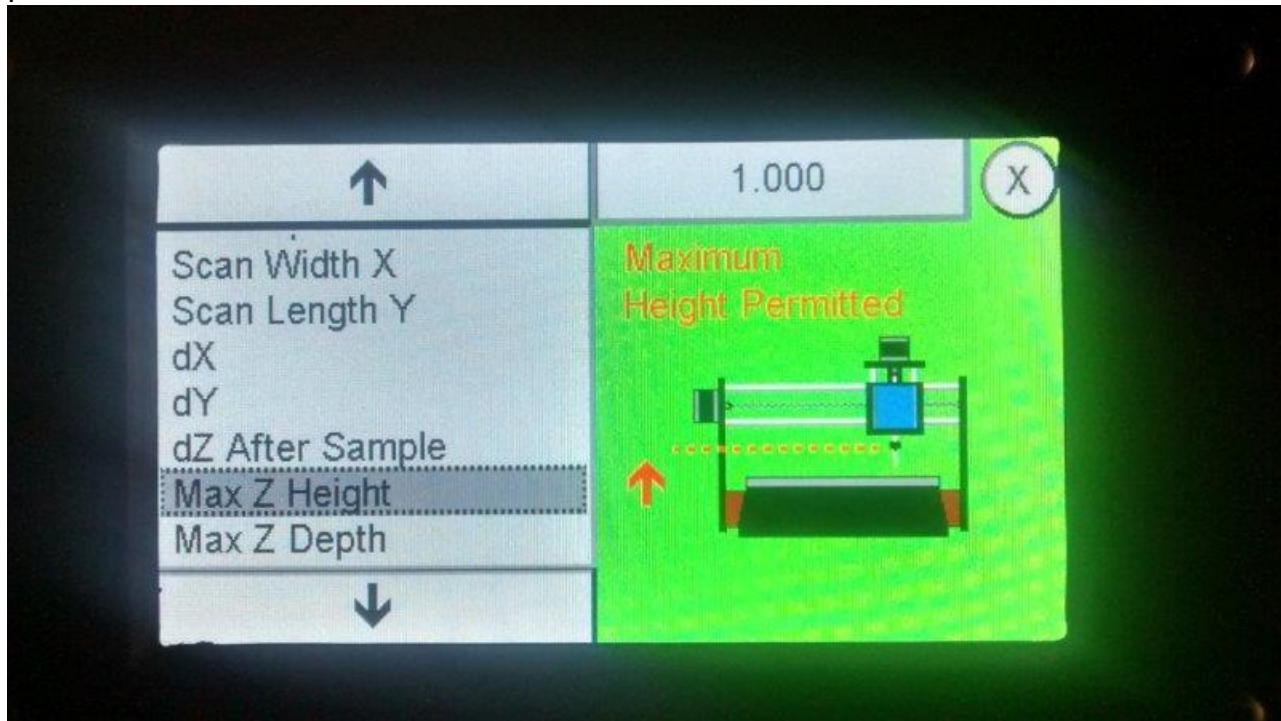 1.000
X
Scan Width X
Scan Length Y
dX
dY
dZ After Sample
Max Z Height
Max Z Depth
Maximum
Height Permitted